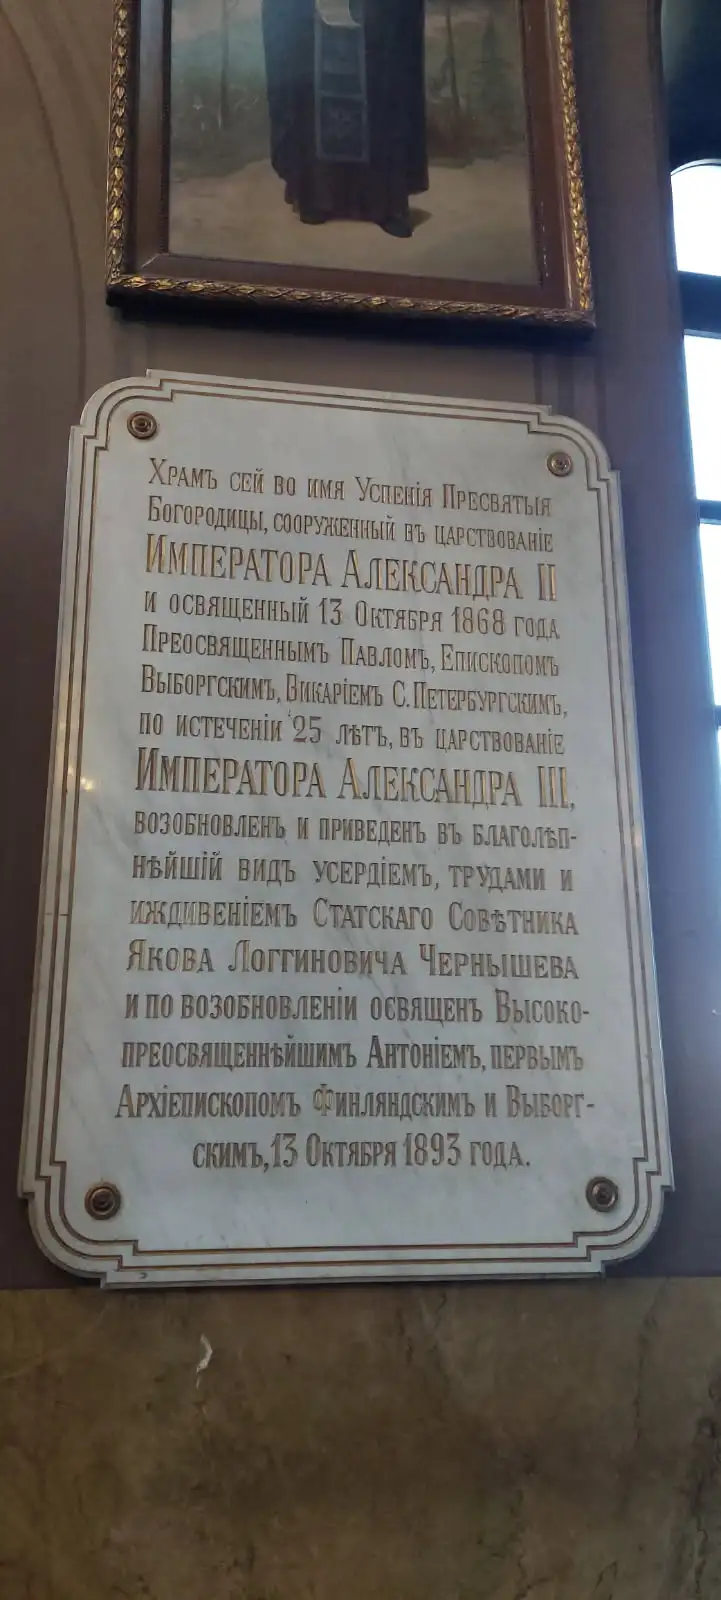 Храмъ сей во имя Успенія Пресвятыя
Богородицы, сооруженный въ царствованіе
Императора Александра II
и освященный 13 Октября 1868 года
Преосвященнымъ Павломъ, Епископомъ
Выборгскимъ, Викаріемъ С. Петербургскимъ,
по истеченіи 25 лѣтъ, въ царствованіе
Императора Александра III,
возобновленъ и приведенъ въ благолѣп-
нѣйшій видъ усердіемъ, трудами и
иждивеніемъ Статскаго Совѣтника
Якова Логгиновича Чернышева
и по возобновленіи освященъ Высоко-
преосвященнѣйшимъ Антоніемъ, первымъ
Архіепископомъ Финляндскимъ и Выборг-
скимъ, 13 Октября 1893 года.